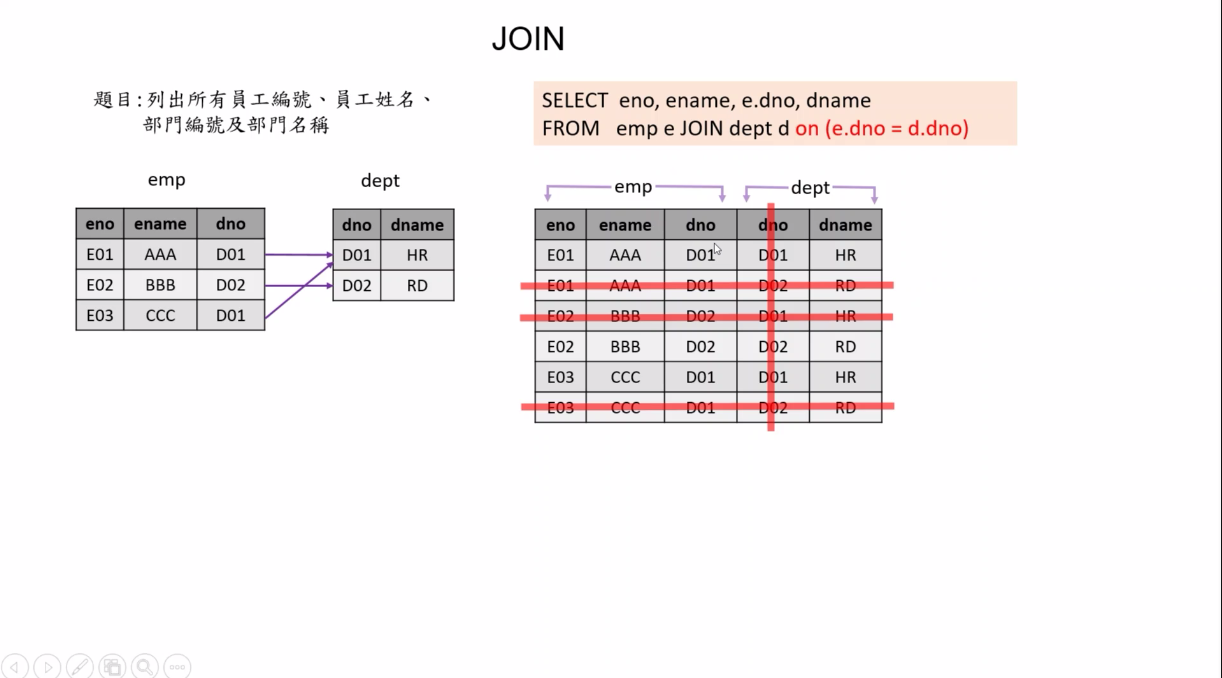 JOIN
題目:列出所有員工編號、員工姓名、
部門編號及部門名稱
SELECT eno, ename, e.dno, dname
FROM emp e JOIN dept d on (e.dno = d.dno)
emp
dept
eno ename dno
E01 AAA D01
E02 BBB D02
E03 CCC D01
dno dname
D01 HR
D02 RD
emp dept
eno ename dno dno dname
E01 AAA D01 D01 HR
E01 AAA D01 D02 RD
E02 BBB D02 D01 HR
E02 BBB D02 D02 RD
E03 CCC D01 D01 HR
E03 CCC D01 D02 RD